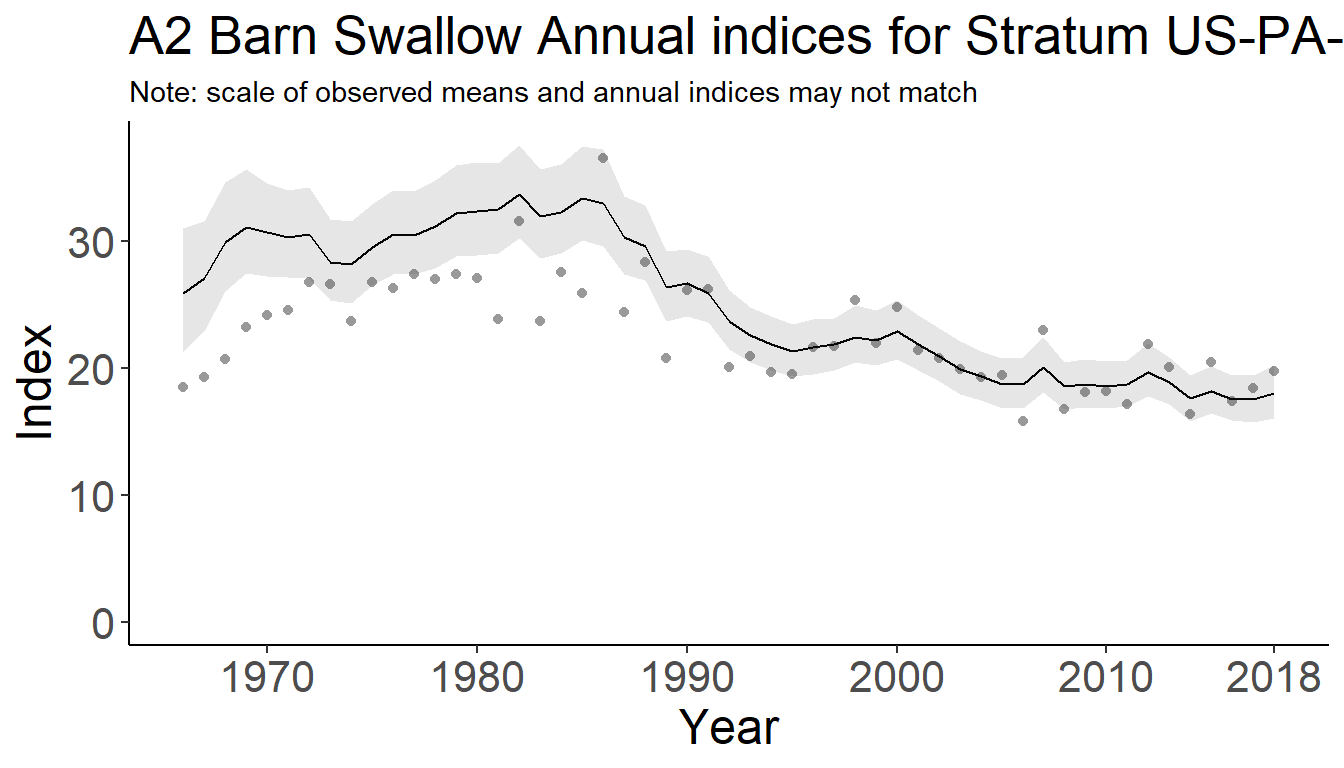 A2 Barn Swallow Annual indices for Stratum US-PA-
Note: scale of observed means and annual indices may not match
Index
30
20
10
0
1970 1980 1990 2000 2010 2018
Year